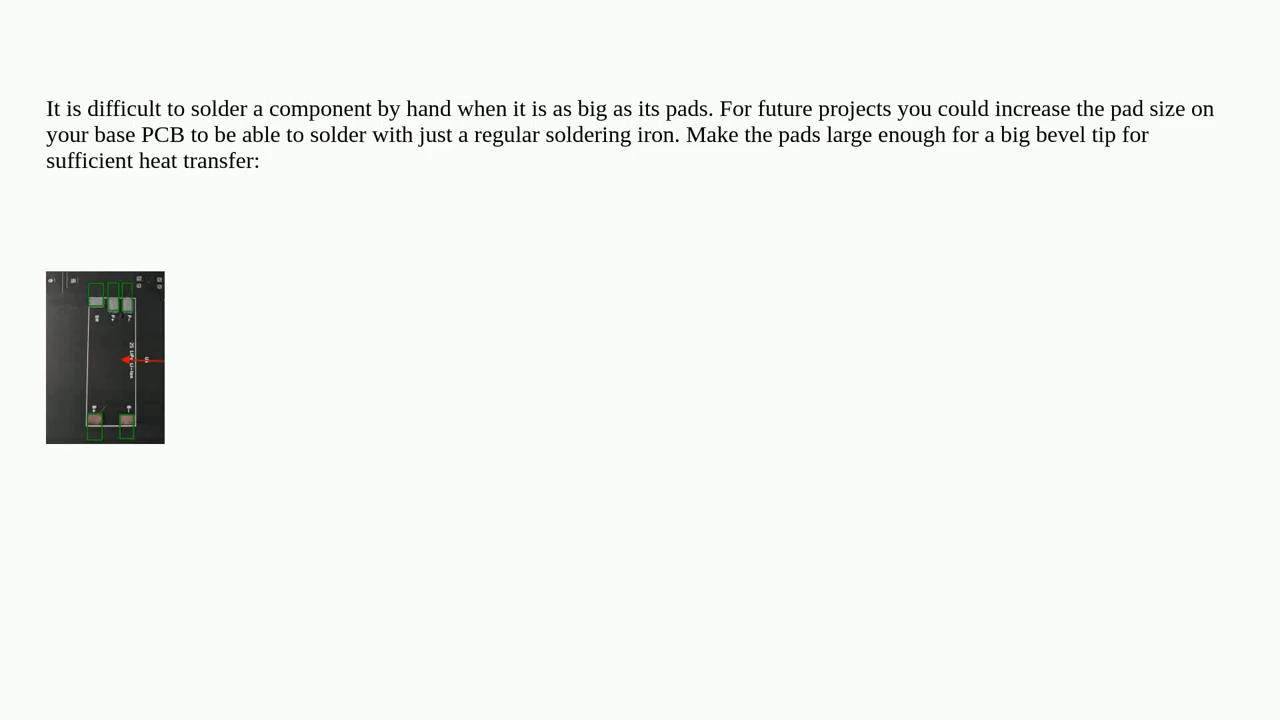 It is difficult to solder a component by hand when it is as big as its pads. For future projects you could increase the pad size on
your base PCB to be able to solder with just a regular soldering iron. Make the pads large enough for a big bevel tip for
sufficient heat transfer: